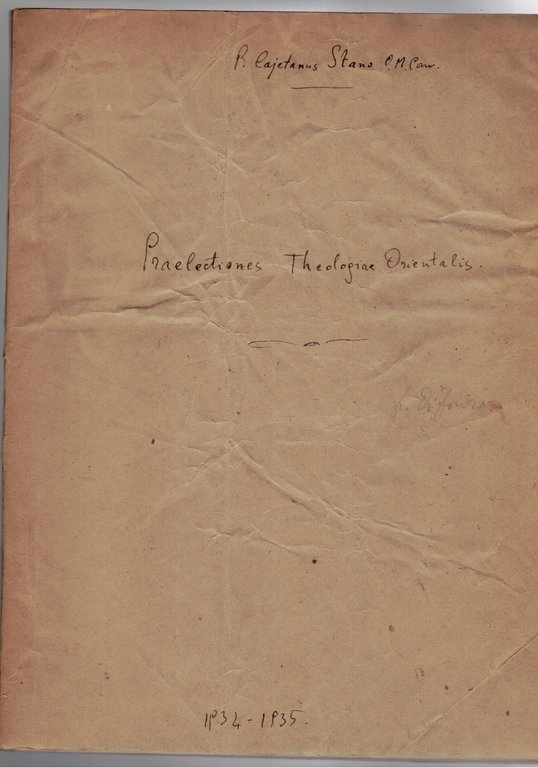 P. Cajetanus Stano O.M.Conv.
Praelectiones Theologiae Orientalis.
1934-1935.